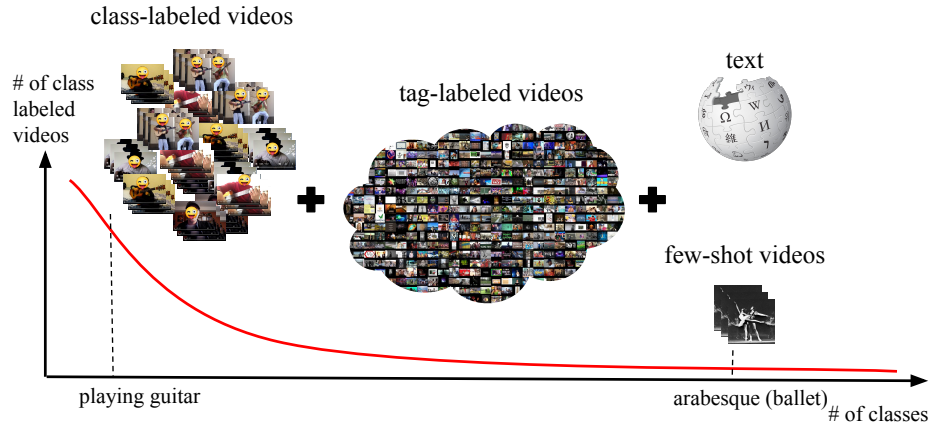 class-labeled videos
# of class
labeled
videos
tag-labeled videos
text
Ω
W
И
維
few-shot videos
playing guitar
arabesque (ballet)
# of classes